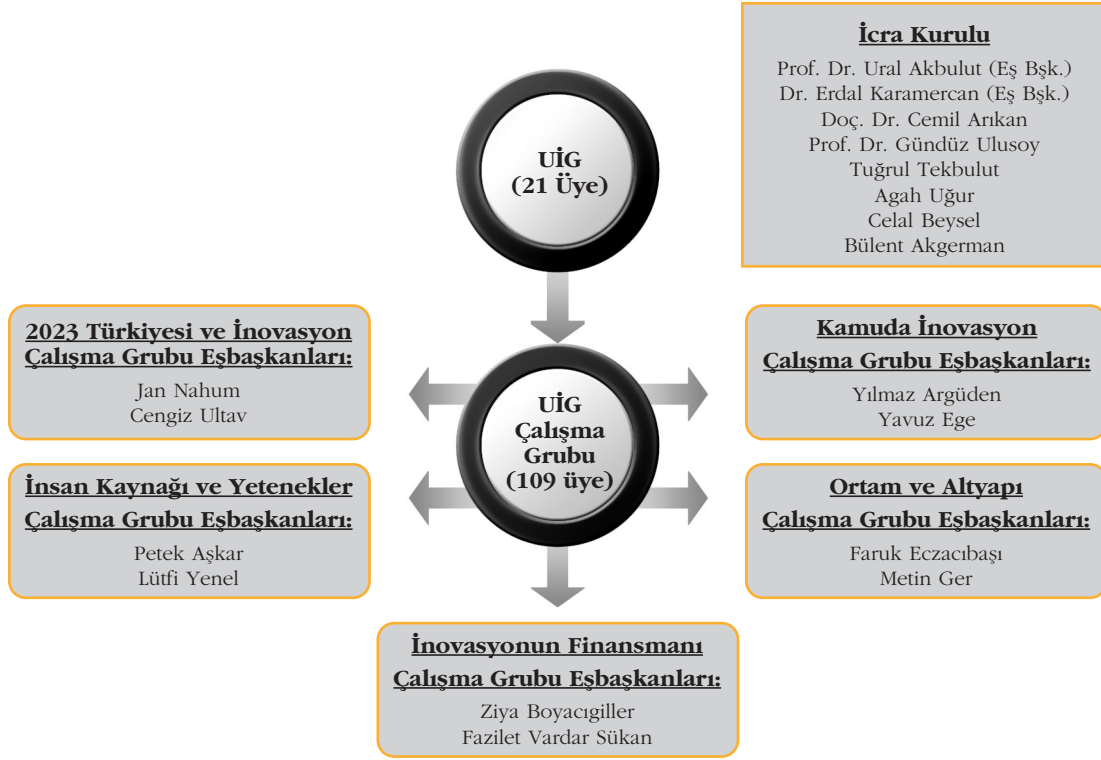 İcra Kurulu
Prof. Dr. Ural Akbulut (Eş Bşk.)
Dr. Erdal Karamercan (Eş Bşk.)
Doç. Dr. Cemil Arıkan
Prof. Dr. Gündüz Ulusoy
Tuğrul Tekbulut
Agah Uğur
Celal Beysel
Bülent Akgerman
UİG
(21 Üye)
2023 Türkiyesi ve İnovasyon
Çalışma Grubu Eşbaşkanları:
Jan Nahum
Cengiz Ultav
UİG
Çalışma
Grubu
(109 üye)
Kamuda İnovasyon
Çalışma Grubu Eşbaşkanları:
Yılmaz Argüden
Yavuz Ege
İnsan Kaynağı ve Yetenekler
Çalışma Grubu Eşbaşkanları:
Petek Aşkar
Lütfi Yenel
Ortam ve Altyapı
Çalışma Grubu Eşbaşkanları:
Faruk Eczacıbaşı
Metin Ger
İnovasyonun Finansmanı
Çalışma Grubu Eşbaşkanları:
Ziya Boyacıgiller
Fazilet Vardar Sükan